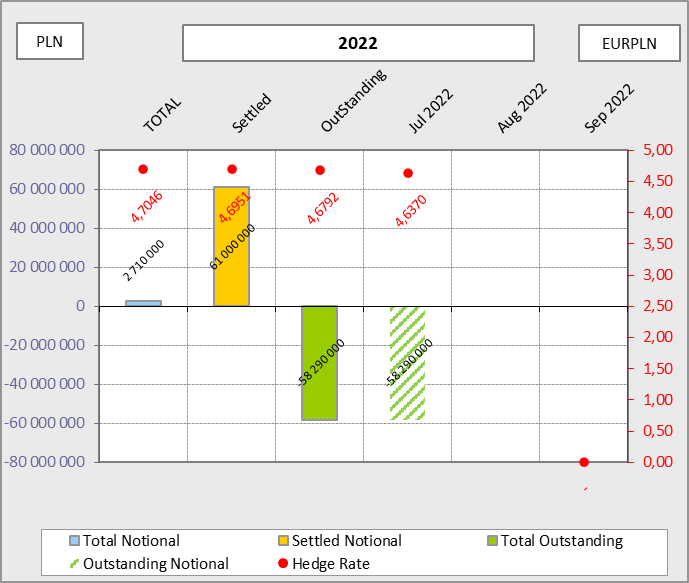 PLN
2022
EURPLN
TOTAL
Settled
OutStanding
Jul 2022
Aug 2022
Sep 2022
80 000 000
60 000 000
40 000 000
20 000 000
0
-20 000 000
-40 000 000
-60 000 000
-80 000 000
4,7046
4,6951
4,6792
4,6370
2 710 000
61 000 000
-58 290 000
-58 290 000
-
5,00
4,50
4,00
3,50
3,00
2,50
2,00
1,50
1,00
0,50
0,00
Total Notional
Settled Notional
Total Outstanding
Outstanding Notional
Hedge Rate